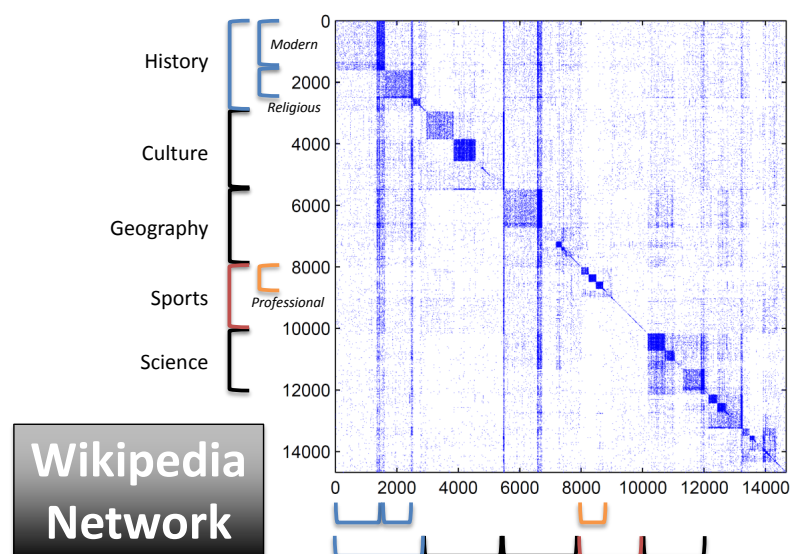 0
History
Modern
2000
Religious
4000
Culture
6000
Geography
8000
Sports
Professional
10000
Science
12000
14000
0 2000 4000 6000 8000 10000 12000 14000
Wikipedia
Network